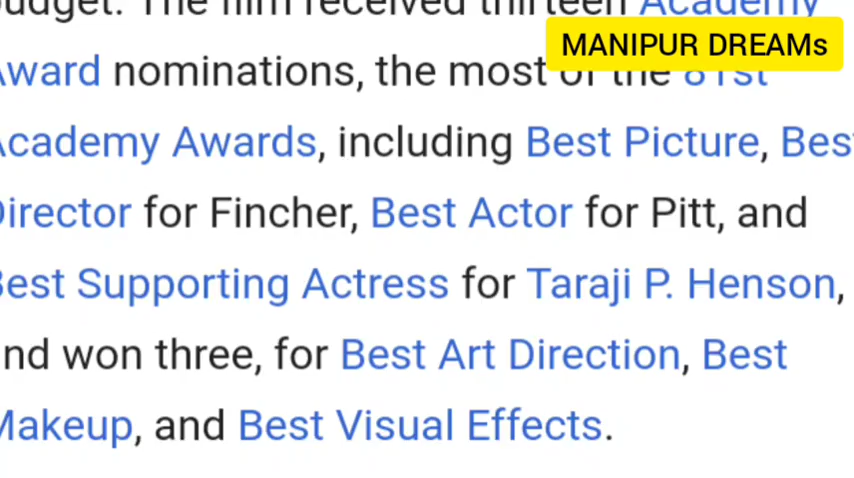 budget. The film received thirteen Academy
MANIPUR DREAMs
Award nominations, the most of the 81st
Academy Awards, including Best Picture, Bes
Director for Fincher, Best Actor for Pitt, and
Best Supporting Actress for Taraji P. Henson,
and won three, for Best Art Direction, Best
Makeup, and Best Visual Effects.